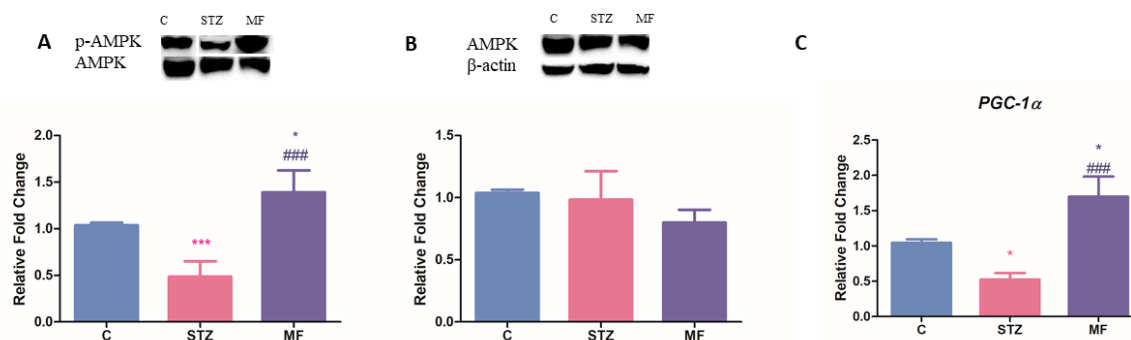 A
C STZ MF
p-AMPK
AMPK
Relative Fold Change
2.0
1.5
1.0
0.5
0.0
***
*
###
C STZ MF
B
C STZ MF
AMPK
β-actin
Relative Fold Change
1.5
1.0
0.5
0.0
C STZ MF
C
PGC-1α
Relative Fold Change
2.5
2.0
1.5
1.0
0.5
0.0
*
*
###
C STZ MF